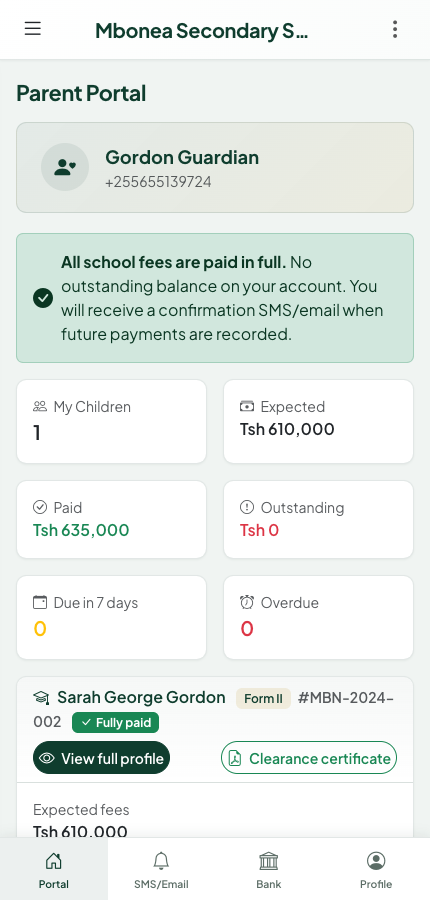 Mbonea Secondary S...
Parent Portal
Gordon Guardian
+255655139724
All school fees are paid in full. No
outstanding balance on your account. You
will receive a confirmation SMS/email when
future payments are recorded.
My Children
1
Expected
Tsh 610,000
Paid
Tsh 635,000
Outstanding
Tsh 0
Due in 7 days
0
Overdue
0
Sarah George Gordon Form II #MBN-2024-
002 Fully paid
View full profile
Clearance certificate
Expected fees
Tsh 610,000
Portal
SMS/Email
Bank
Profile